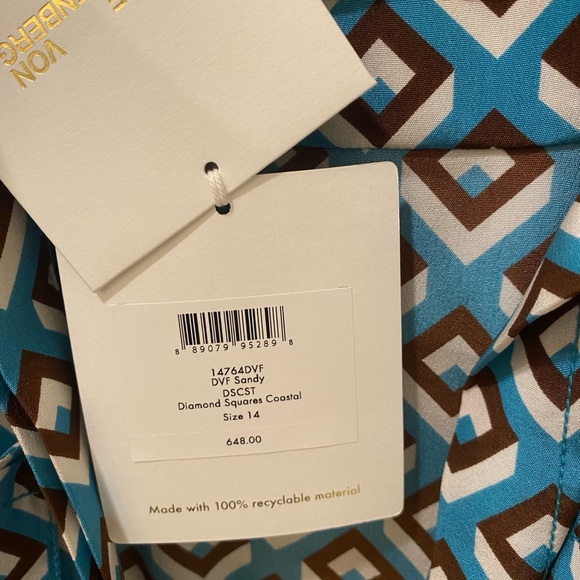 VON
8 89079 95289 8
14764DVF
DVF Sandy
DSCST
Diamond Squares Coastal
Size 14
648.00
Made with 100% recyclable material